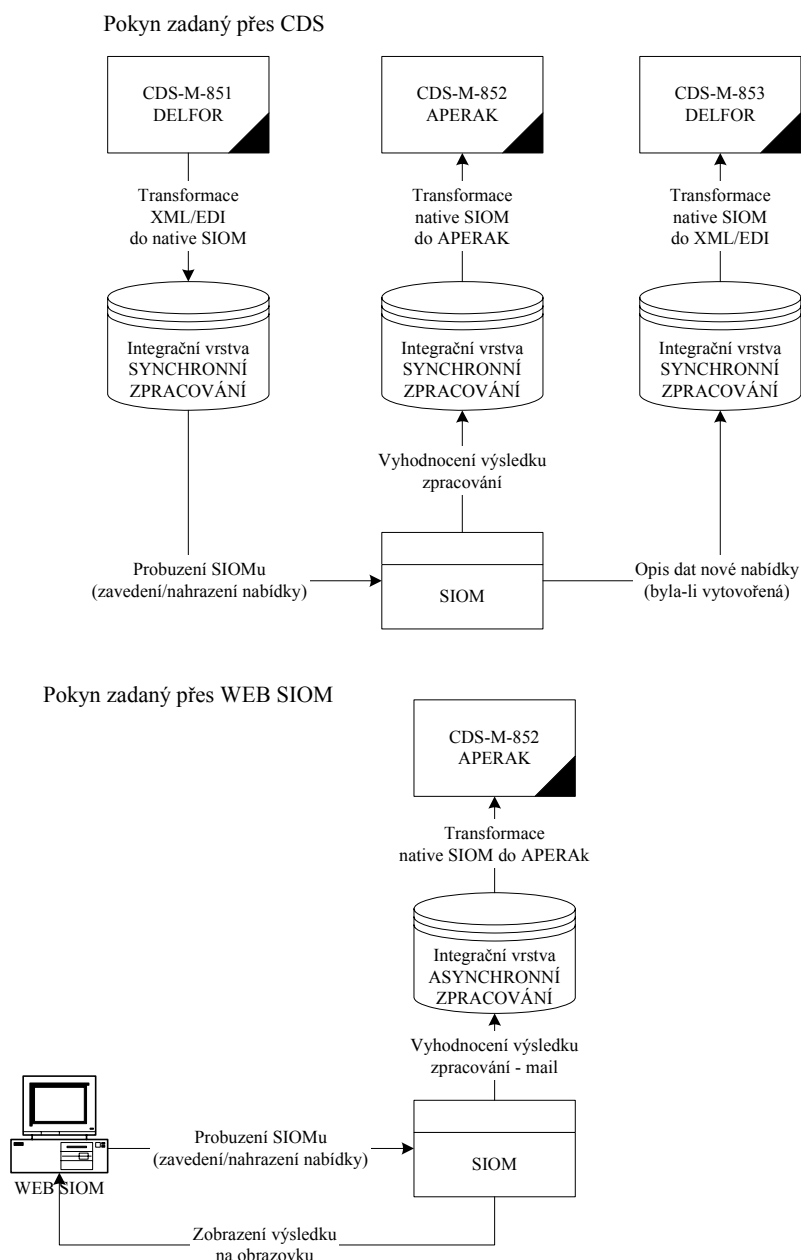 Pokyn zadaný přes CDS
CDS-M-851
DELFOR
CDS-M-852
APERAK
CDS-M-853
DELFOR
Transformace
XML/EDI
do native SIOM
Transformace
native SIOM
do APERAK
Transformace
native SIOM
do XML/EDI
Integrační vrstva
SYNCHRONNÍ
ZPRACOVÁNÍ
Integrační vrstva
SYNCHRONNÍ
ZPRACOVÁNÍ
Integrační vrstva
SYNCHRONNÍ
ZPRACOVÁNÍ
Vyhodnocení výsledku
zpracování
Probuzení SIOMu
(zavedení/nahrazení nabídky)
SIOM
Opis dat nové nabídky
(byla-li vytovořená)
Pokyn zadaný přes WEB SIOM
CDS-M-852
APERAK
Transformace
native SIOM do APERAk
Integrační vrstva
ASYNCHRONNÍ
ZPRACOVÁNÍ
Vyhodnocení výsledku
zpracování - mail
Probuzení SIOMu
(zavedení/nahrazení nabídky)
SIOM
WEB SIOM
Zobrazení výsledku
na obrazovku